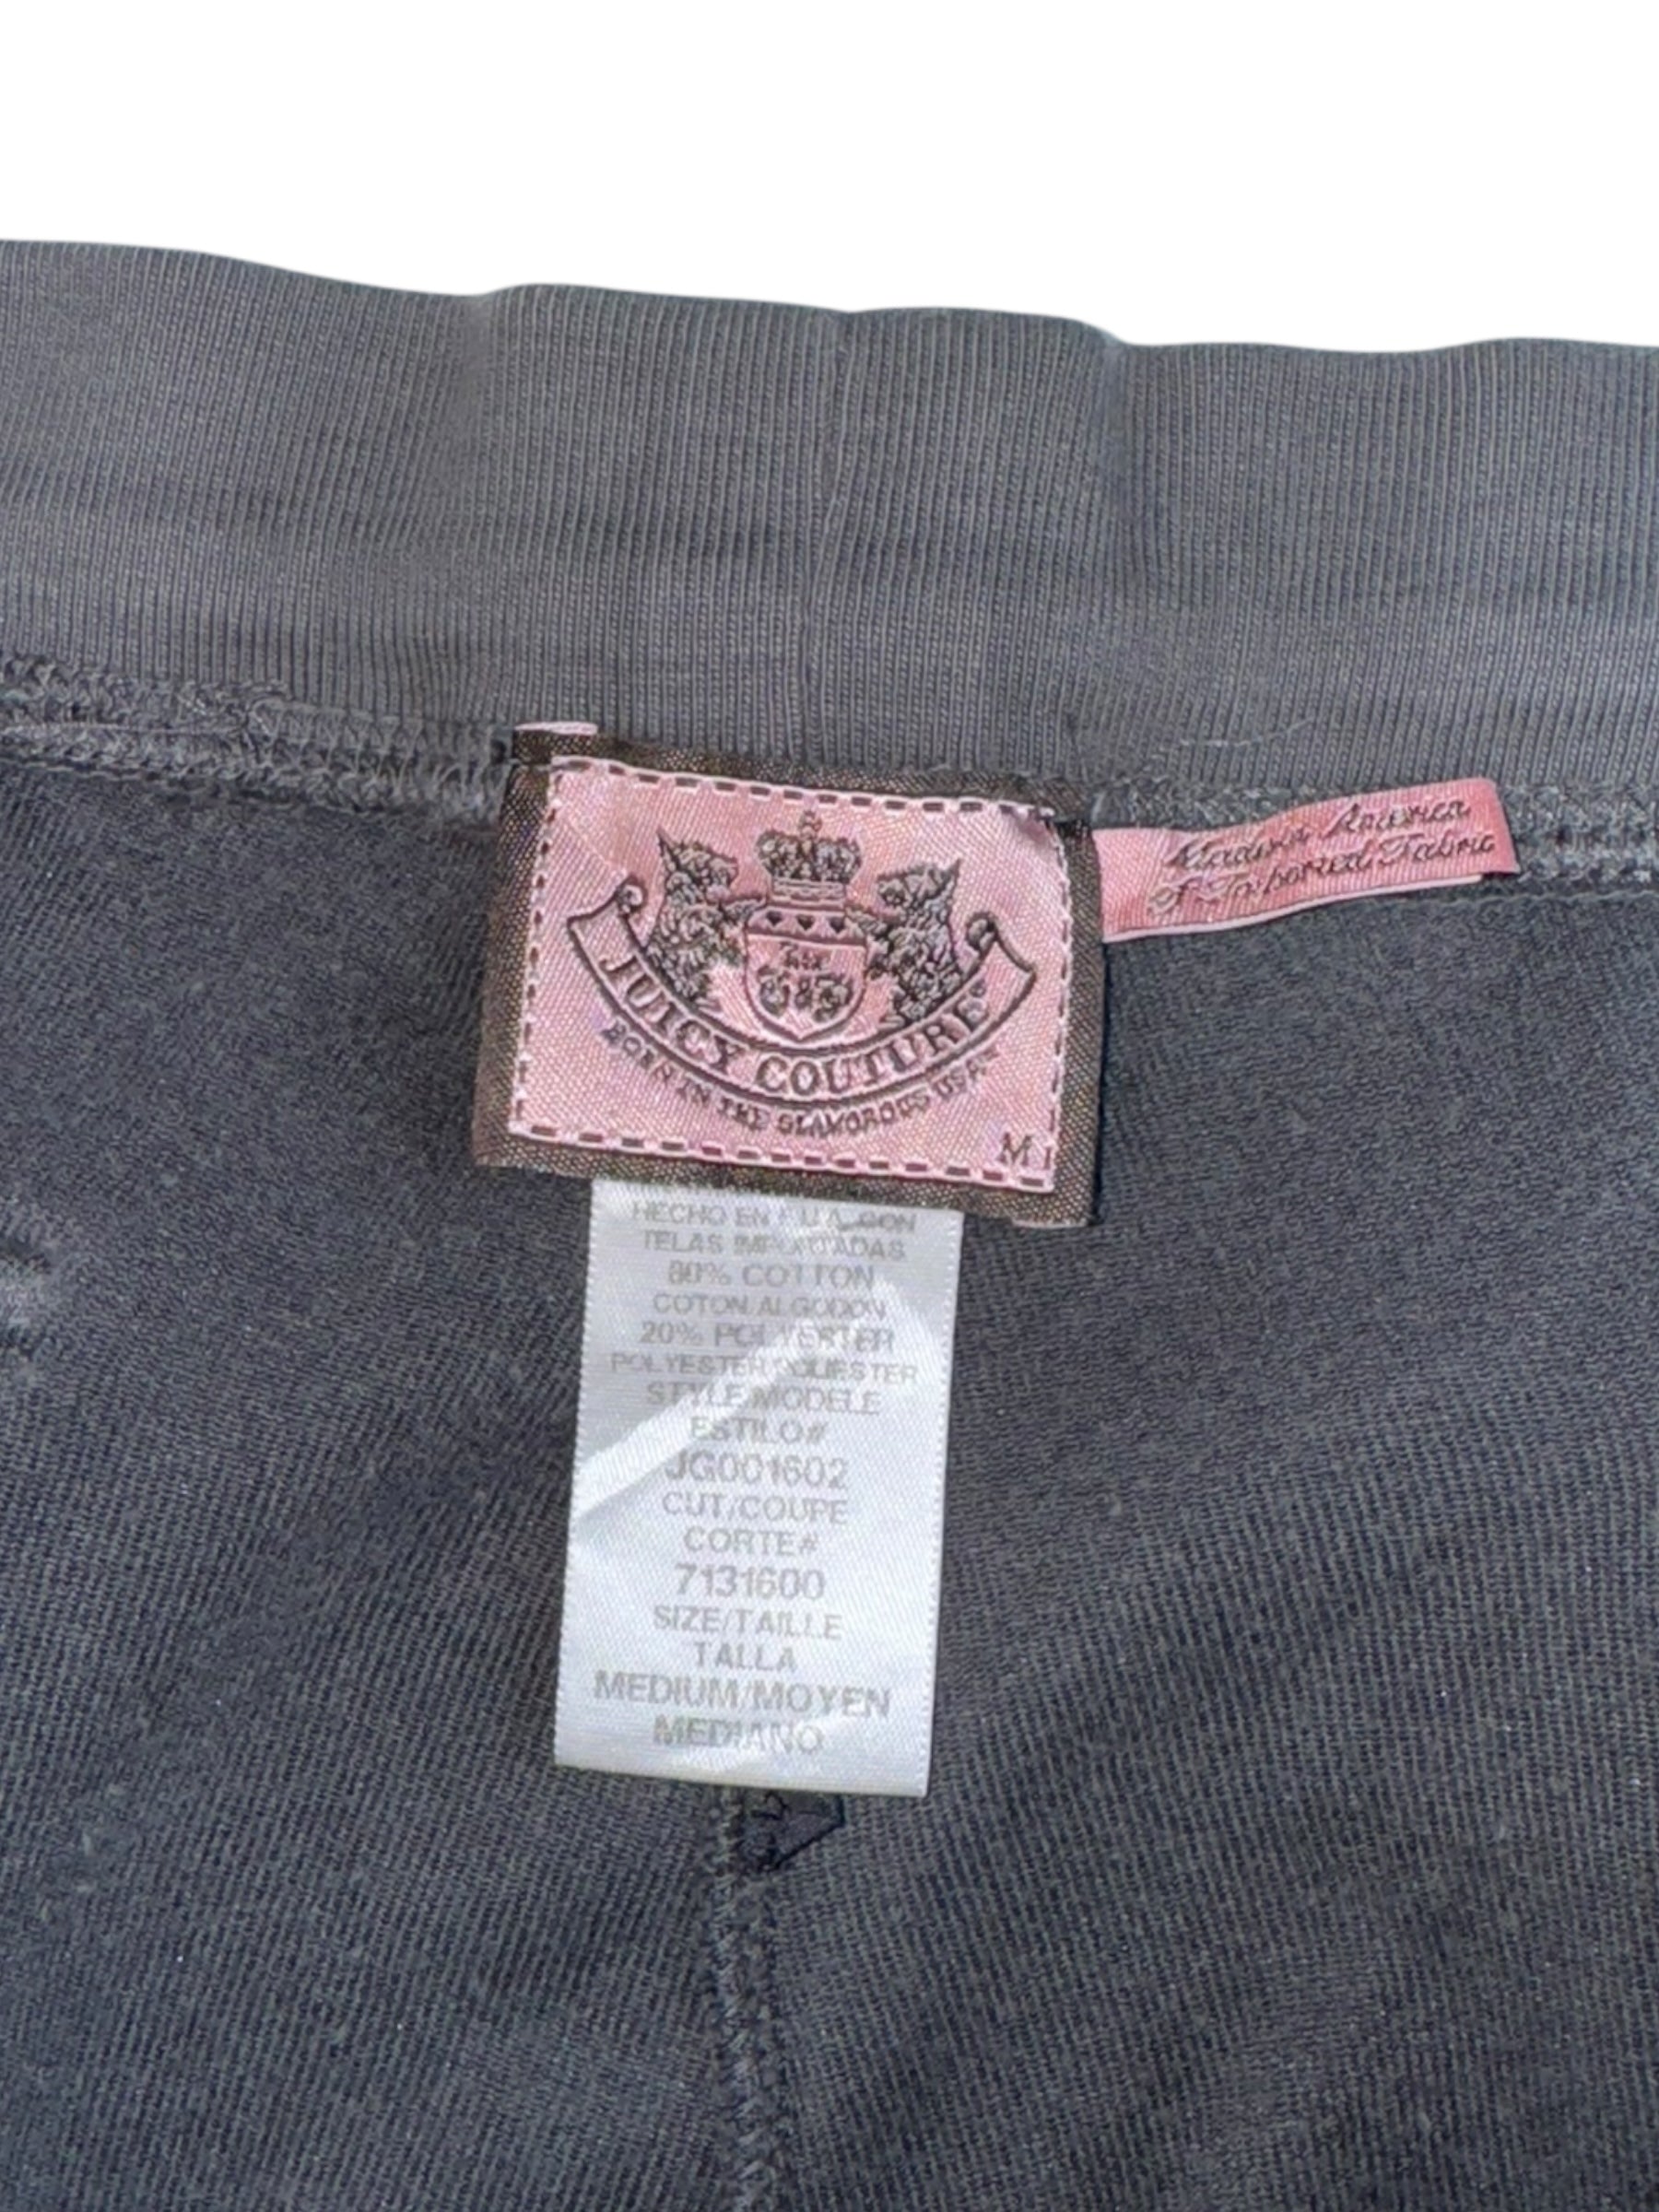 JUICY COUTURE
BORN IN THE GLAMOROUS USA
M
Made in America
of Imported Fabric
HECHO EN E.U.A. CON
TELAS IMPORTADAS
80% COTTON
COTON/ALGODON
20% POLYESTER
POLYESTER/POLIESTER
STYLE/MODELE
ESTILO#
JG001602
CUT/COUPE
CORTE#
7131600
SIZE/TAILLE
TALLA
MEDIUM/MOYEN
MEDIANO